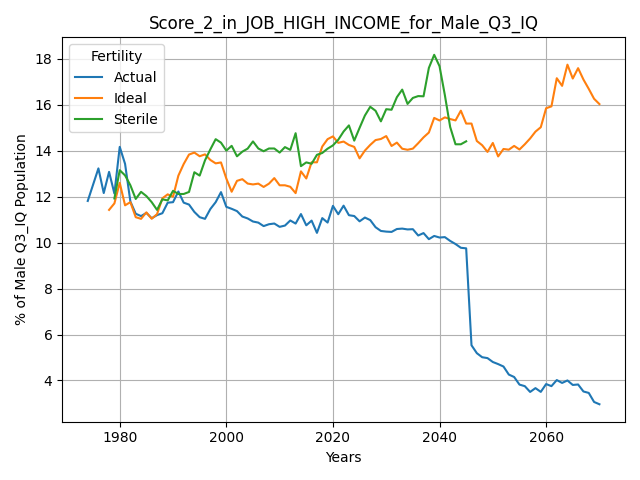 Score_2_in_JOB_HIGH_INCOME_for_Male_Q3_IQ
% of Male Q3_IQ Population
18
16
14
12
10
8
6
4
Fertility
Actual
Ideal
Sterile
1980
2000
2020
2040
2060
Years